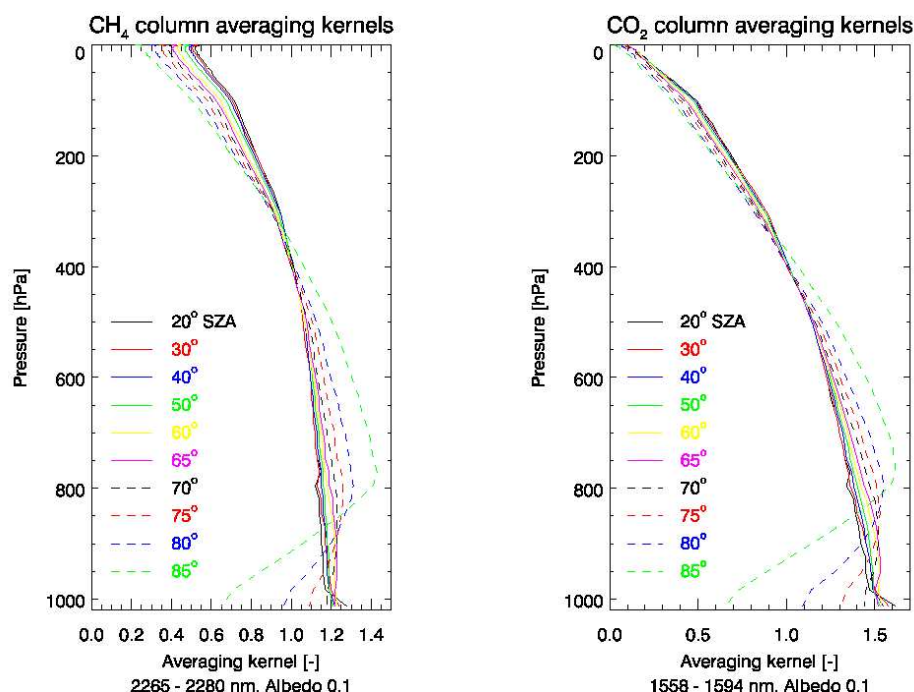 CH₄ column averaging kernels
0
200
400
600
800
1000
Pressure [hPa]
20° SZA
30°
40°
50°
60°
65°
70°
75°
80°
85°
0.0 0.2 0.4 0.6 0.8 1.0 1.2 1.4
Averaging kernel [-]
2265 - 2280 nm. Albedo 0.1
CO₂ column averaging kernels
0
200
400
600
800
1000
Pressure [hPa]
20° SZA
30°
40°
50°
60°
65°
70°
75°
80°
85°
0.0 0.5 1.0 1.5
Averaging kernel [-]
1558 - 1594 nm. Albedo 0.1